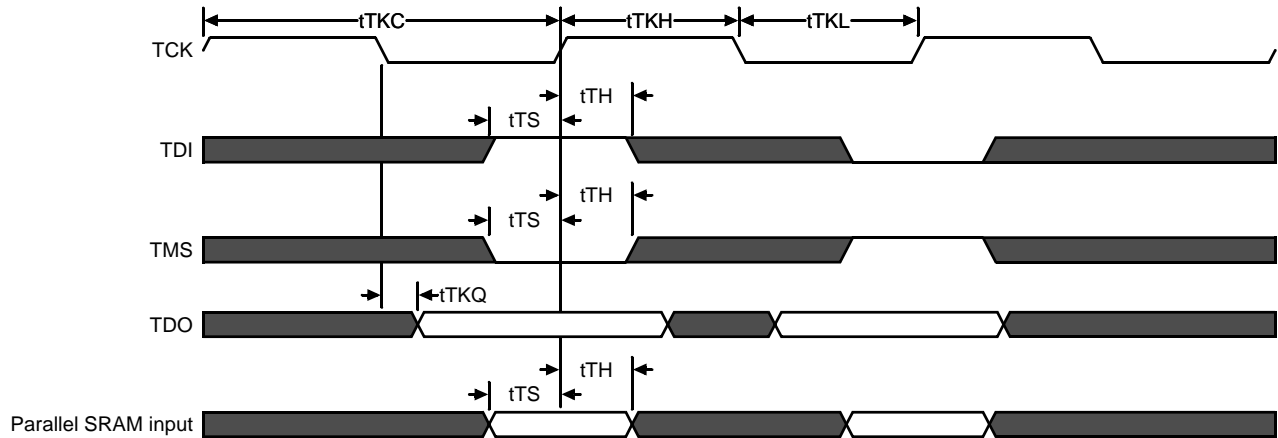 tTKC tTKH tTKL
TCK
tTH
tTS
TDI
tTH
tTS
TMS
tTKQ
TDO
tTH
tTS
Parallel SRAM input